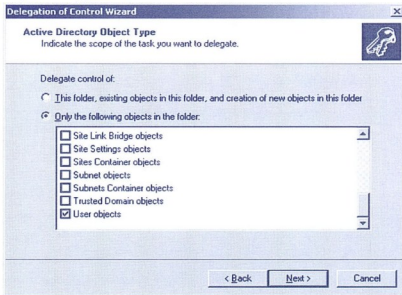 Delegation of Control Wizard
Active Directory Object Type
Indicate the scope of the task you want to delegate.
Delegate control of:
This folder, existing objects in this folder, and creation of new objects in this folder
Only the following objects in the folder:
Site Link Bridge objects
Site Settings objects
Sites Container objects
Subnet objects
Subnets Container objects
Trusted Domain objects
User objects
< Back
Next >
Cancel